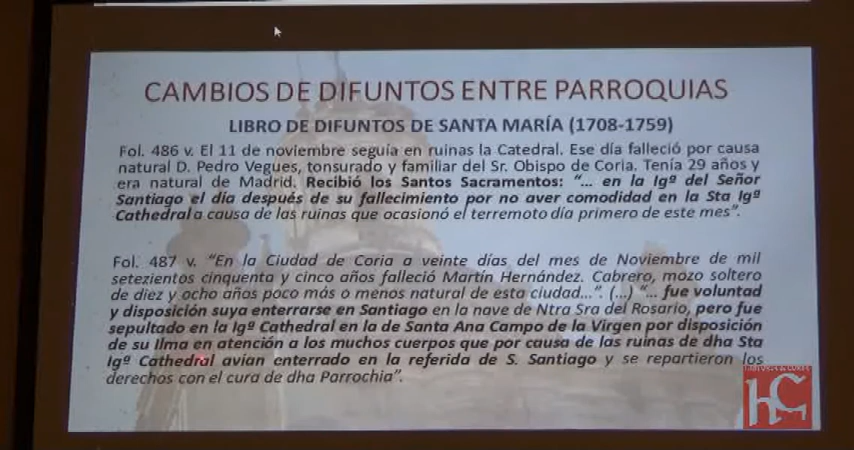 CAMBIOS DE DIFUNTOS ENTRE PARROQUIAS
LIBRO DE DIFUNTOS DE SANTA MARÍA (1708-1759)
Fol. 486 v. El 11 de noviembre seguía en ruinas la Catedral. Ese día falleció por causa
natural D. Pedro Vegues, tonsurado y familiar del Sr. Obispo de Coria. Tenía 29 años y
era natural de Madrid. Recibió los Santos Sacramentos: “... en la Igª del Señor
Santiago el día después de su fallecimiento por no aver comodidad en la Sta Igª
Cathedral a causa de las ruinas que ocasionó el terremoto día primero de este mes”.
Fol. 487 v. “En la Ciudad de Coria a veinte días del mes de Noviembre de mil
setezientos cinquenta y cinco años falleció Martín Hernández. Cabrero, mozo soltero
de diez y ocho años poco más o menos natural de esta ciudad...”. (...) “... fue voluntad
y disposición suya enterrarse en Santiago en la nave de Ntra Sra del Rosario, pero fue
sepultado en la Igª Cathedral en la de Santa Ana Campo de la Virgen por disposición
de su Ilma en atención a los muchos cuerpos que por causa de las ruinas de dha Sta
Igª Cathedral avían enterrado en la referida de S. Santiago y se repartieron los
derechos con el cura de dha Parrochia”.